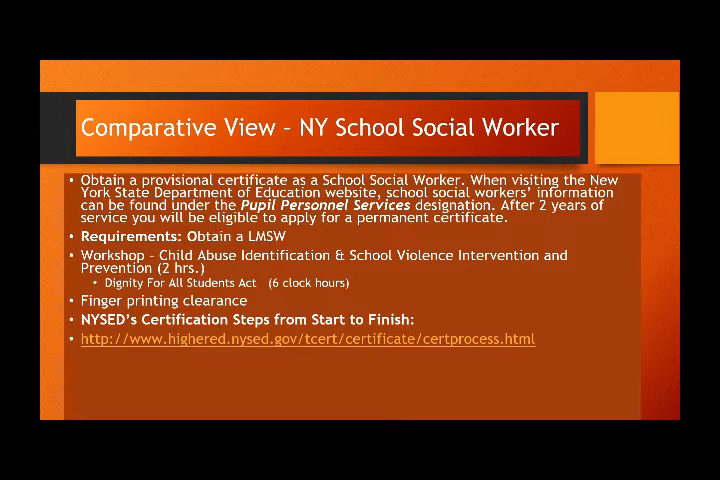 Comparative View – NY School Social Worker
• Obtain a provisional certificate as a School Social Worker. When visiting the New
York State Department of Education website, school social workers’ information
can be found under the Pupil Personnel Services designation. After 2 years of
service you will be eligible to apply for a permanent certificate.
• Requirements: Obtain a LMSW
• Workshop – Child Abuse Identification & School Violence Intervention and
Prevention (2 hrs.)
• Dignity For All Students Act (6 clock hours)
• Finger printing clearance
• NYSED’s Certification Steps from Start to Finish:
• http://www.highered.nysed.gov/tcert/certificate/certprocess.html